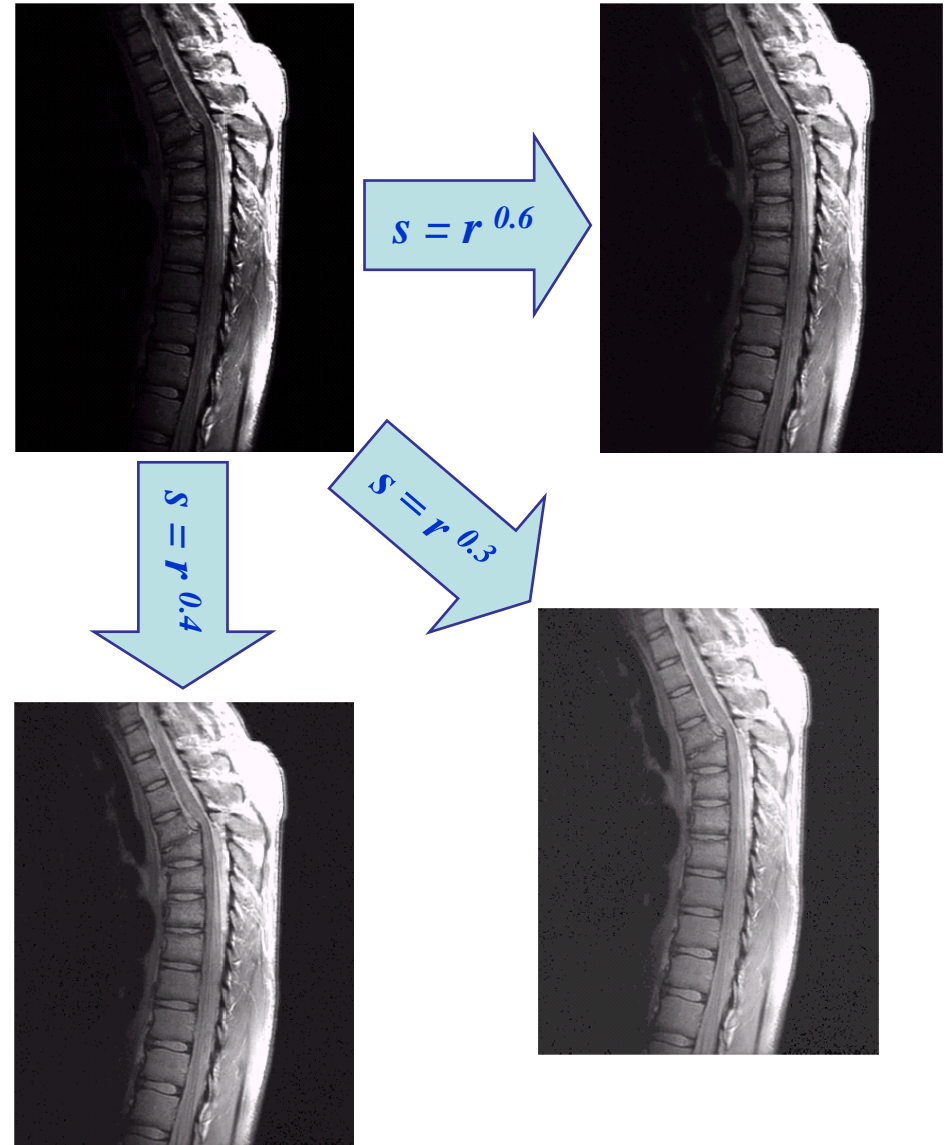 s = r 0.6
s = r 0.3
s = r 0.4